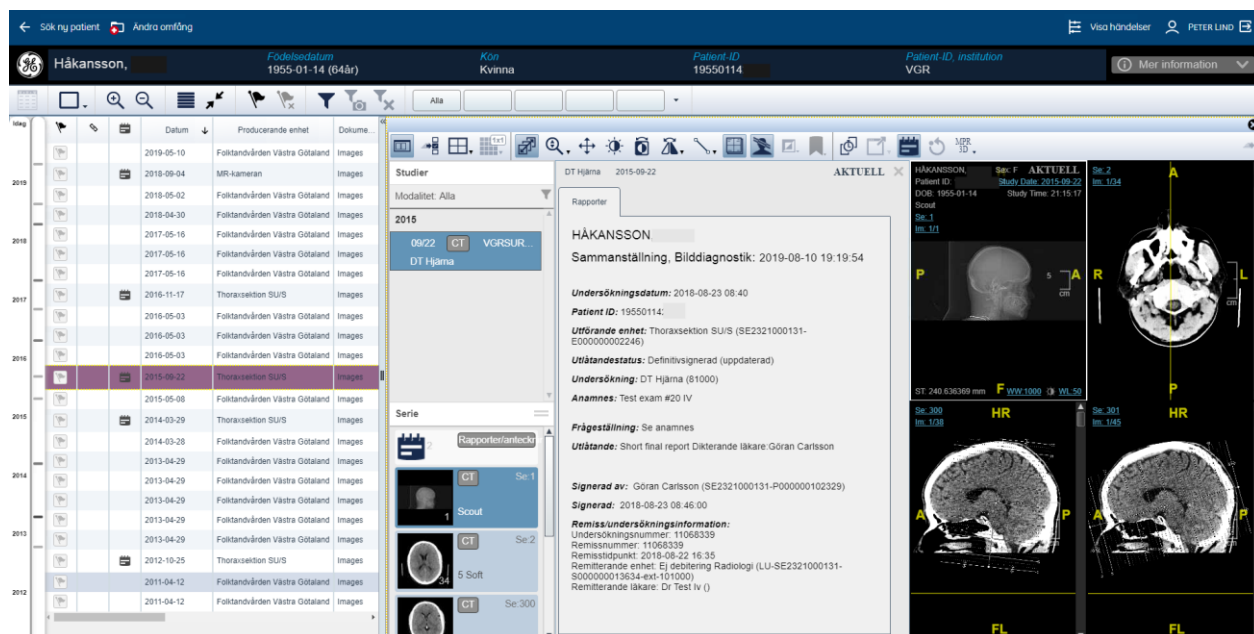 Sök ny patient
Ändra omfång
Visa händelser
PETER LIND
GE
Håkansson,
Födelsedatum
1955-01-14 (64år)
Kön
Kvinna
Patient-ID
19550114
Patient-ID, institution
VGR
Mer information
Alla
Idag
Datum
Producerande enhet
Dokume...
2019-05-10 Folktandvården Västra Götaland Images
2018-09-04 MR-kameran Images
2018-05-02 Folktandvården Västra Götaland Images
2018-04-30 Folktandvården Västra Götaland Images
2017-05-16 Folktandvården Västra Götaland Images
2017-05-16 Folktandvården Västra Götaland Images
2017-05-16 Folktandvården Västra Götaland Images
2016-11-17 Thoraxsektion SU/S Images
2016-05-03 Folktandvården Västra Götaland Images
2016-05-03 Folktandvården Västra Götaland Images
2016-05-03 Folktandvården Västra Götaland Images
2015-09-22 Thoraxsektion SU/S Images
2015-05-08 Folktandvården Västra Götaland Images
2014-03-29 Thoraxsektion SU/S Images
2014-03-28 Folktandvården Västra Götaland Images
2013-04-29 Folktandvården Västra Götaland Images
2013-04-29 Folktandvården Västra Götaland Images
2013-04-29 Folktandvården Västra Götaland Images
2013-04-29 Folktandvården Västra Götaland Images
2013-04-29 Folktandvården Västra Götaland Images
2012-10-25 Thoraxsektion SU/S Images
2011-04-12 Folktandvården Västra Götaland Images
2011-04-12 Folktandvården Västra Götaland Images
2019
2018
2017
2016
2015
2014
2013
2012
txt
MPR
3D
Studier
Modalitet: Alla
2015
09/22 CT VGRSUR...
DT Hjärna
Serie
Rapporter/anteckn
CT Se:1
1 Scout
CT Se:2
34 5 Soft
CT Se:300
DT Hjärna 2015-09-22 AKTUELL
Rapporter
HÅKANSSON
Sammanställning, Bilddiagnostik: 2019-08-10 19:19:54
Undersökningsdatum: 2018-08-23 08:40
Patient ID: 19550114
Utförande enhet: Thoraxsektion SU/S (SE2321000131-
E000000002246)
Utlåtandestatus: Definitivsignerad (uppdaterad)
Undersökning: DT Hjärna (81000)
Anamnes: Test exam #20 IV
Frågeställning: Se anamnes
Utlåtande: Short final report Dikterande läkare:Göran Carlsson
Signerad av: Göran Carlsson (SE2321000131-P000000102329)
Signerad: 2018-08-23 08:46:00
Remiss/undersökningsinformation:
Undersökningsnummer: 11068339
Remissnummer: 11068339
Remisstidpunkt: 2018-08-22 16:35
Remitterande enhet: Ej debitering Radiologi (LU-SE2321000131-
S000000013634-ext-101000)
Remitterande läkare: Dr Test Iv ()
HÅKANSSON, Sex: F AKTUELL
Patient ID: Study Date: 2015-09-22
DOB: 1955-01-14 Study Time: 21:15:17
Scout
Se: 1
Im: 1/1
P
5
A
cm
ST: 240.636369 mm F WW:1000 WL:50
Se: 2
Im: 1/34
A
R
L
cm
P
Se: 300
Im: 1/38
HR
A
P
FL
Se: 301
Im: 1/45
HR
A
P
FL